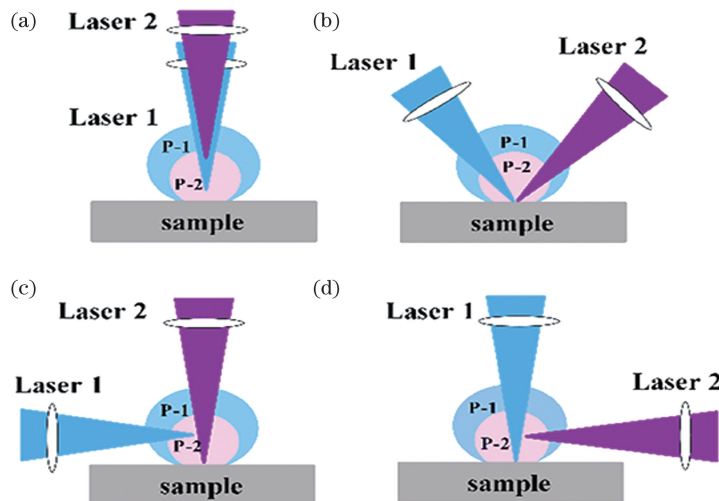 (a)
Laser 2
Laser 1
P-1
P-2
sample
(b)
Laser 1
Laser 2
P-1
P-2
sample
(c)
Laser 2
Laser 1
P-1
P-2
sample
(d)
Laser 1
Laser 2
P-1
P-2
sample